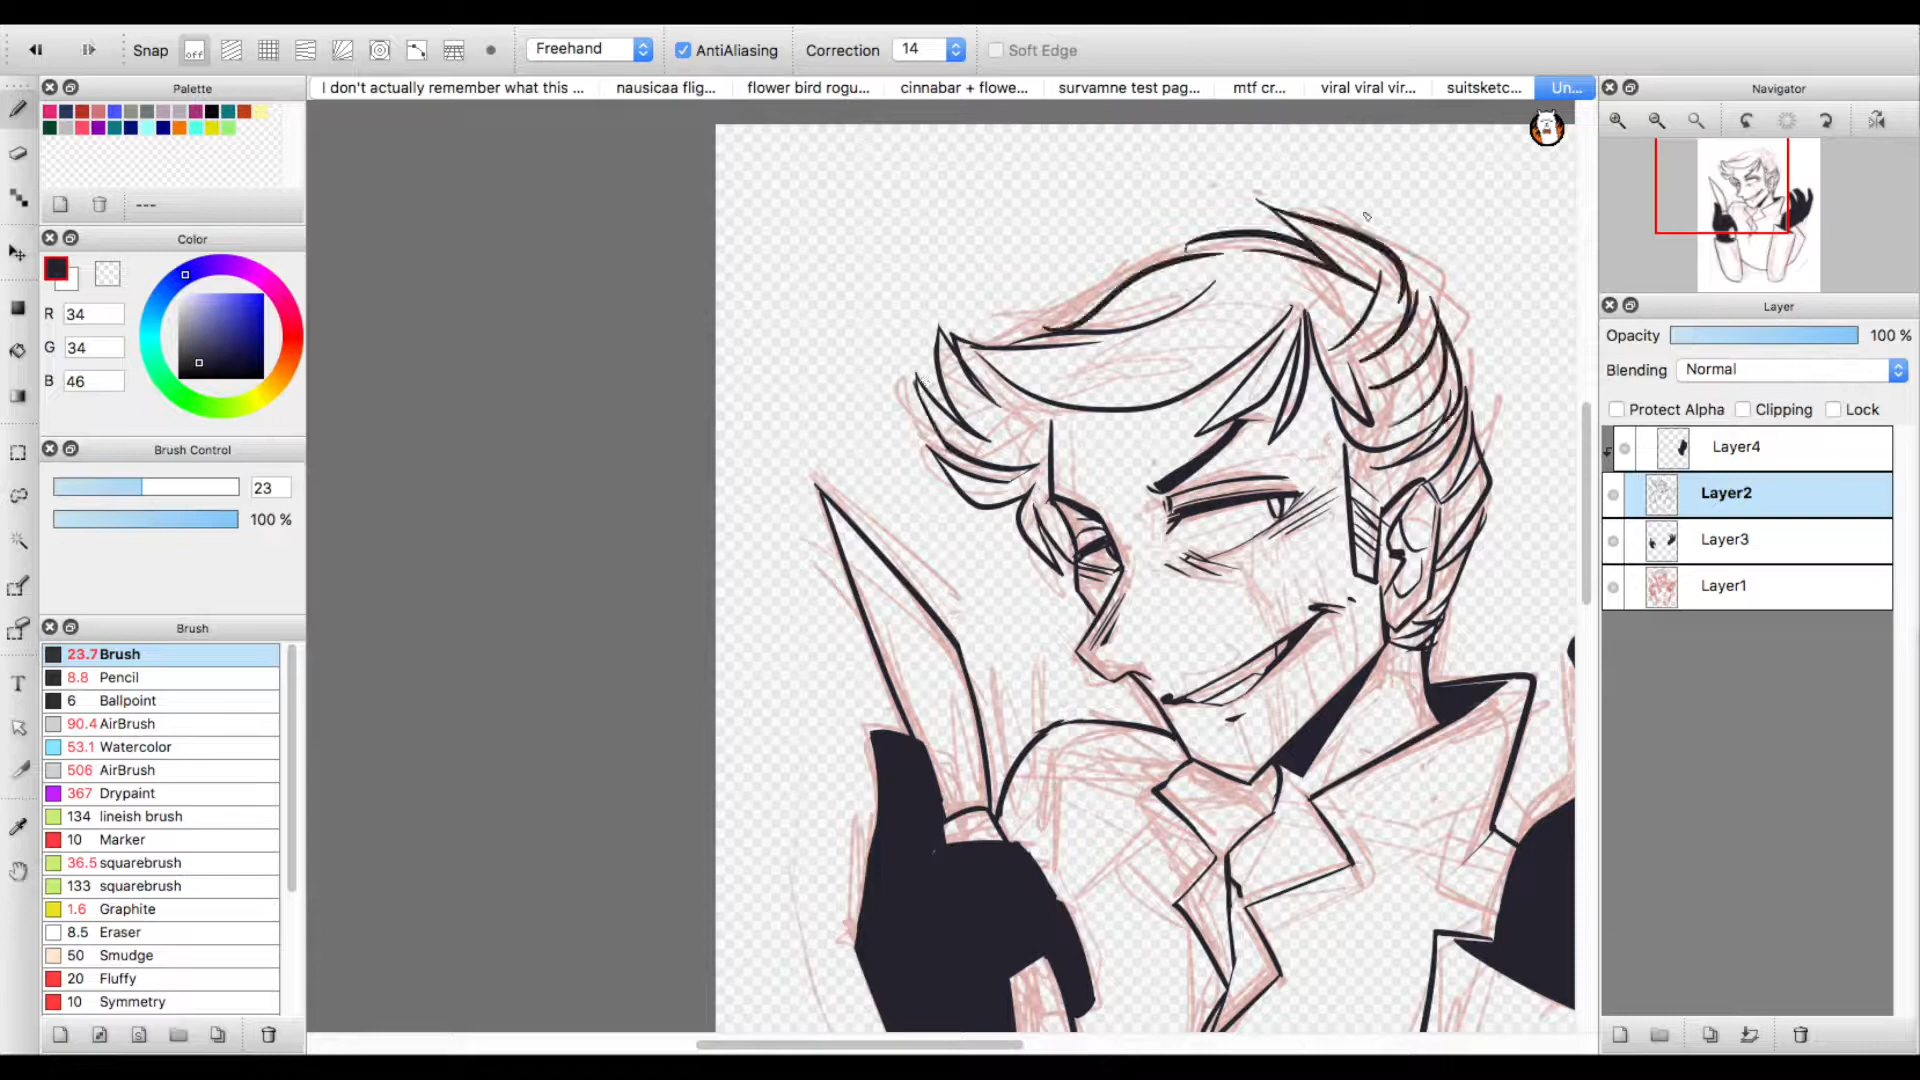 Snap off Freehand AntiAliasing Correction 14 Soft Edge
Palette
I don't actually remember what this ... nausicaa flig... flower bird rogu... cinnabar + flowe... survamne test pag... mtf cr... viral viral vir... suitsketc... Un...
Navigator
---
Color
R 34
G 34
B 46
Brush Control
23
100 %
Brush
23.7 Brush
8.8 Pencil
6 Ballpoint
90.4 AirBrush
53.1 Watercolor
506 AirBrush
367 Drypaint
134 lineish brush
10 Marker
36.5 squarebrush
133 squarebrush
1.6 Graphite
8.5 Eraser
50 Smudge
20 Fluffy
10 Symmetry
Layer
Opacity 100 %
Blending Normal
Protect Alpha Clipping Lock
Layer4
Layer2
Layer3
Layer1